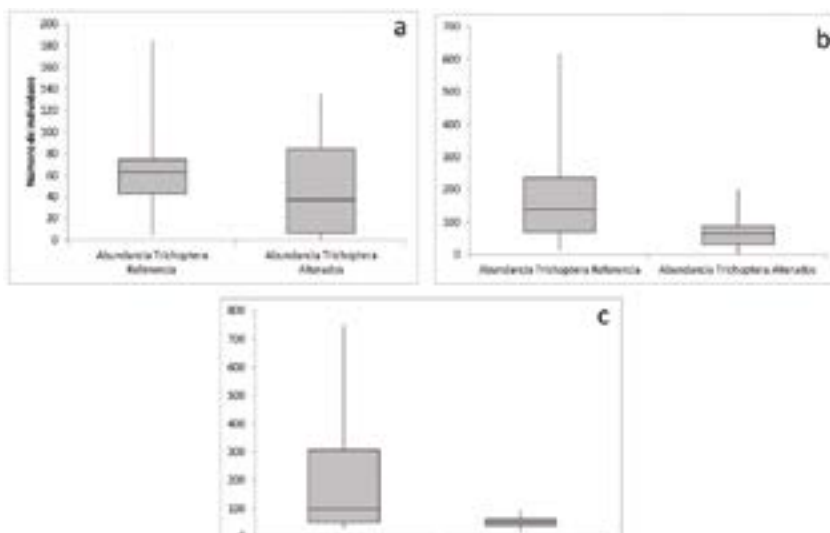 a
200
180
160
140
120
100
80
60
40
20
0
Número de individuos
Abundancia Trichoptera
Referencia
Abundancia Trichoptera
Alterados
b
700
600
500
400
300
200
100
0
Abundancia Trichoptera Referencia
Abundancia Trichoptera Alterados
c
800
700
600
500
400
300
200
100